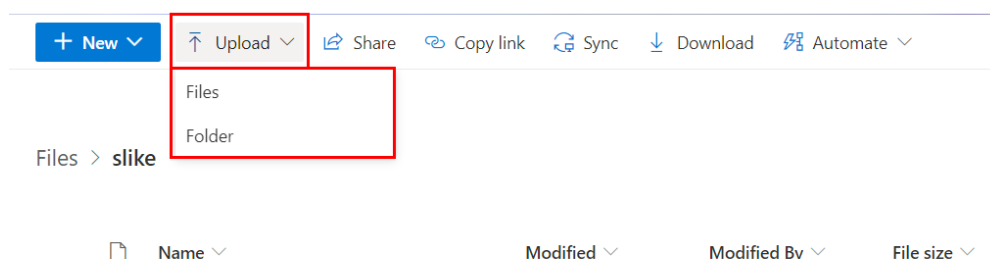 + New Upload Share Copy link Sync Download Automate
Files
Folder
Files > slike
Name Modified Modified By File size